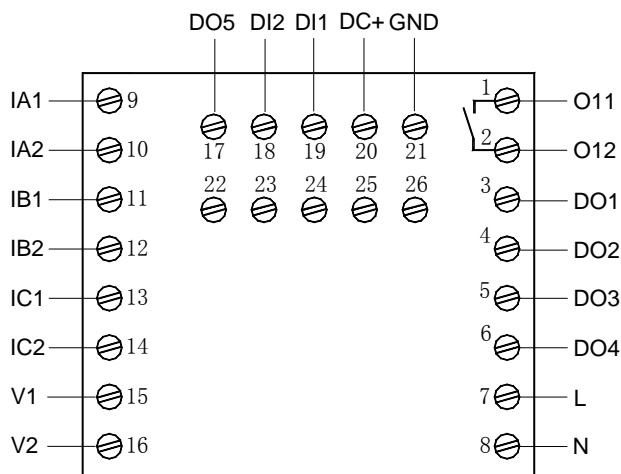 DO5 DI2 DI1 DC+ GND
IA1 9 1 O11
17 18 19 20 21
IA2 10 2 O12
22 23 24 25 26
IB1 11 3 DO1
IB2 12 4 DO2
IC1 13 5 DO3
IC2 14 6 DO4
V1 15 7 L
V2 16 8 N